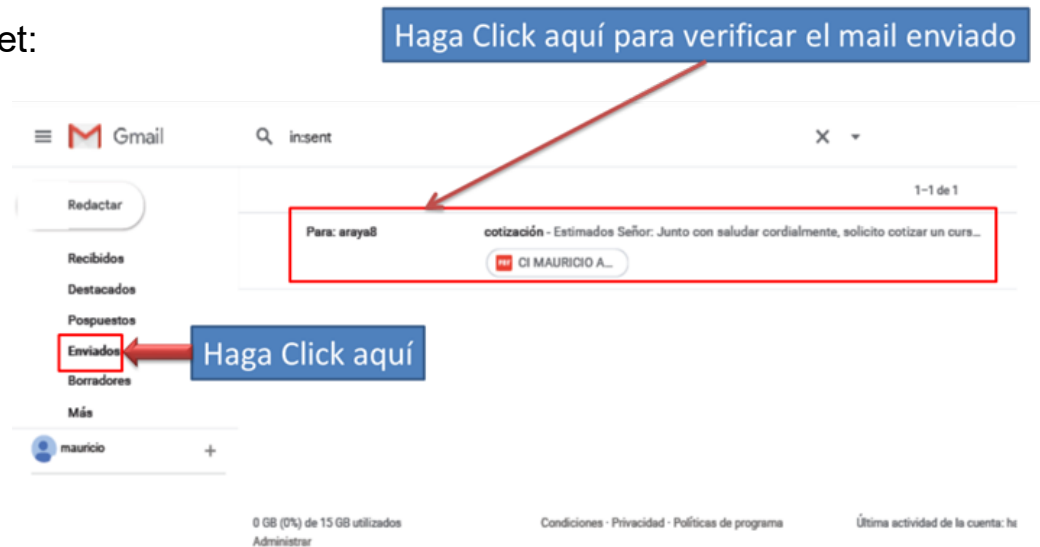 et:
Haga Click aquí para verificar el mail enviado
Gmail
in:sent
1–1 de 1
Redactar
Para: araya8 cotización - Estimados Señor: Junto con saludar cordialmente, solicito cotizar un curs...
PDF CI MAURICIO A...
Recibidos
Destacados
Pospuestos
Enviados
Haga Click aquí
Borradores
Más
mauricio +
0 GB (0%) de 15 GB utilizados
Administrar
Condiciones · Privacidad · Políticas de programa
Última actividad de la cuenta: